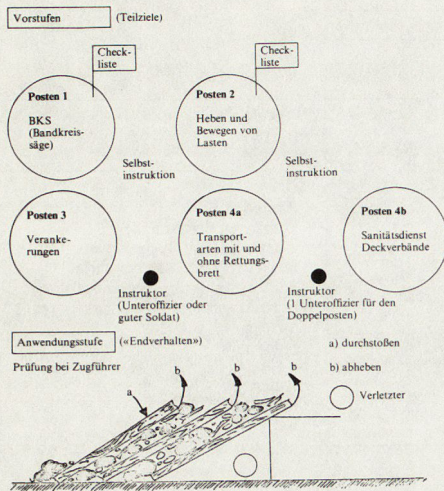 Vorstufen (Teilziele)
Check-
liste
Check-
liste
Posten 1
BKS
(Bandkreis-
säge)
Posten 2
Heben und
Bewegen von
Lasten
Selbst-
instruktion
Selbst-
instruktion
Posten 3
Veranke-
rungen
Posten 4a
Transport-
arten mit und
ohne Rettungs-
brett
Posten 4b
Sanitätsdienst
Deckverbände
Instruktor
(Unteroffizier oder
guter Soldat)
Instruktor
(1 Unteroffizier für den
Doppelposten)
Anwendungsstufe («Endverhalten»)
Prüfung bei Zugführer
a) durchstoßen
b) abheben
Verletzter
a
b
b
b